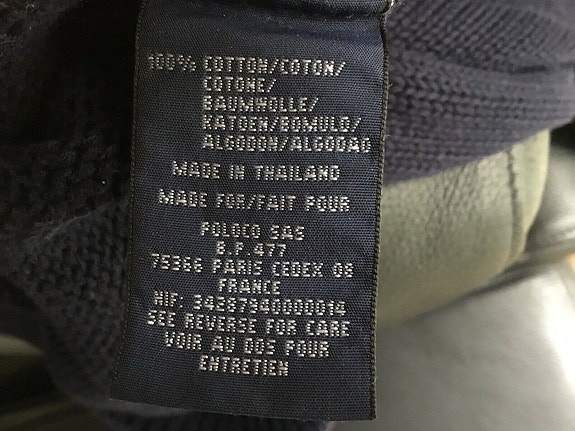 100% COTTON/COTON/
COTONE/
BAUMWOLLE/
KATOEN/BOMULD/
ALGODON/ALGODAO
MADE IN THAILAND
MADE FOR/FAIT POUR
POLOCO SAS
B.P.477
75366 PARIS CEDEX 08
FRANCE
NIF: 34287940000014
SEE REVERSE FOR CARE
VOIR AU DOS POUR
ENTRETIEN